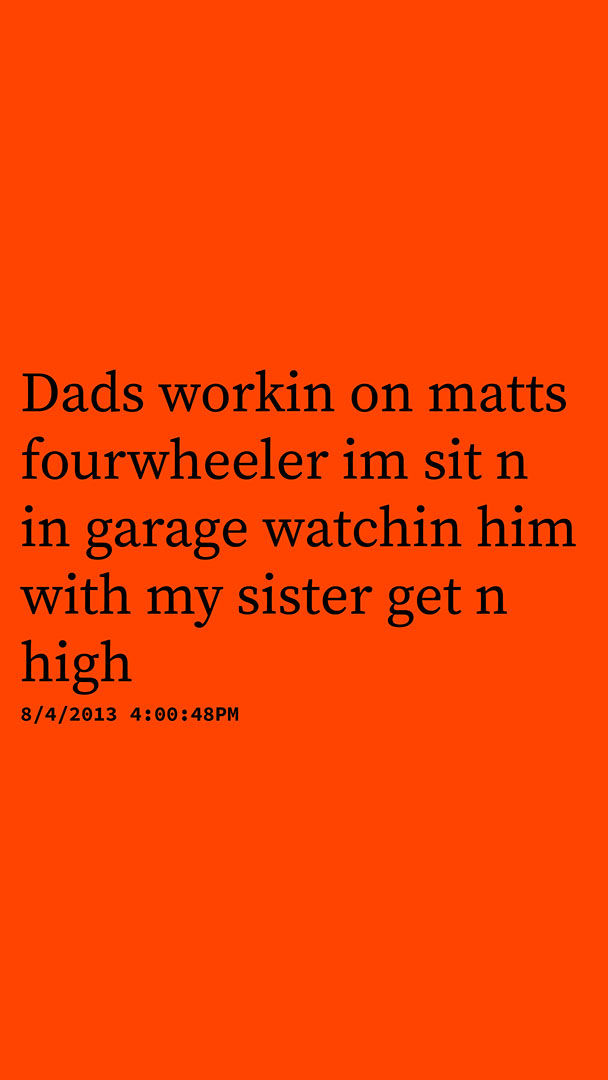 Dads workin on matts
fourwheeler im sit n
in garage watchin him
with my sister get n
high
8/4/2013 4:00:48PM